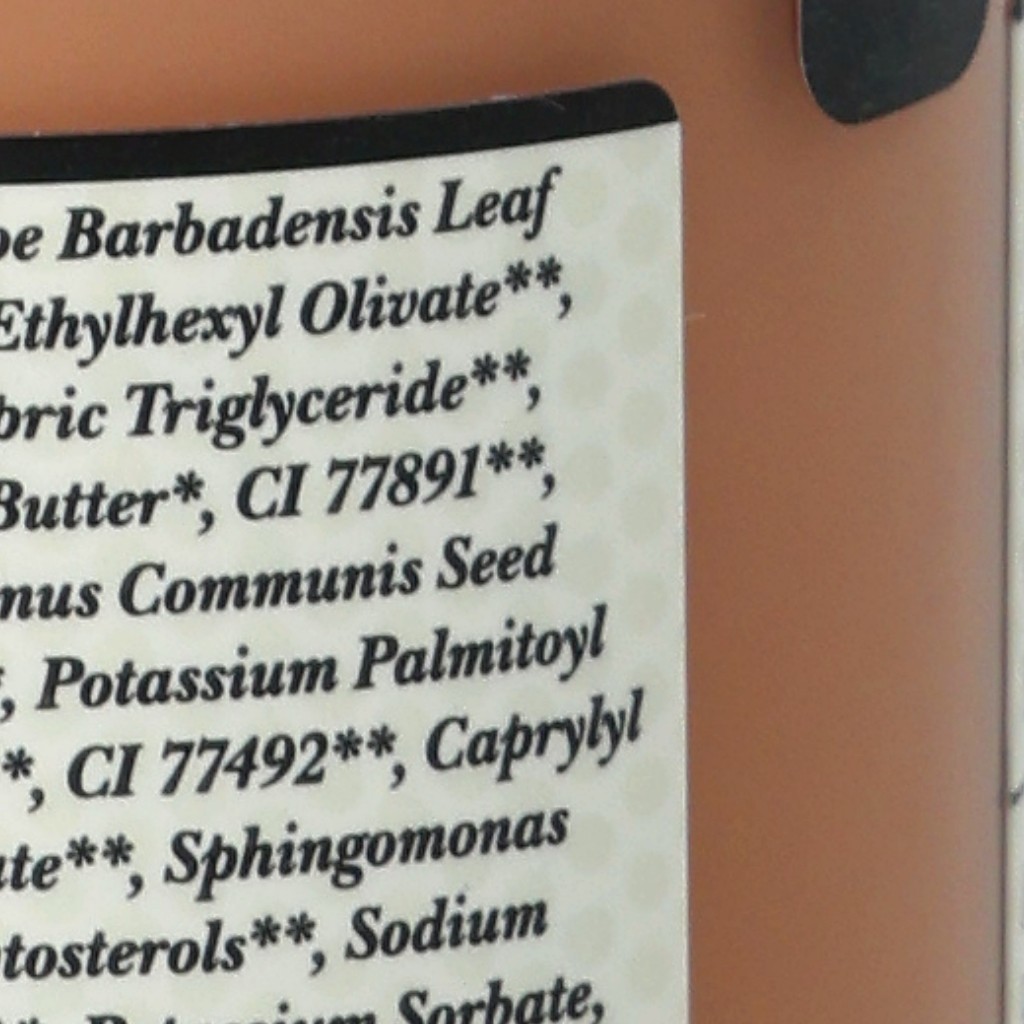 oe Barbadensis Leaf
Ethylhexyl Olivate**,
bric Triglyceride**,
Butter*, CI 77891**,
nus Communis Seed
*, Potassium Palmitoyl
*, CI 77492**, Caprylyl
ate**, Sphingomonas
tosterols**, Sodium
Potassium Sorbate,